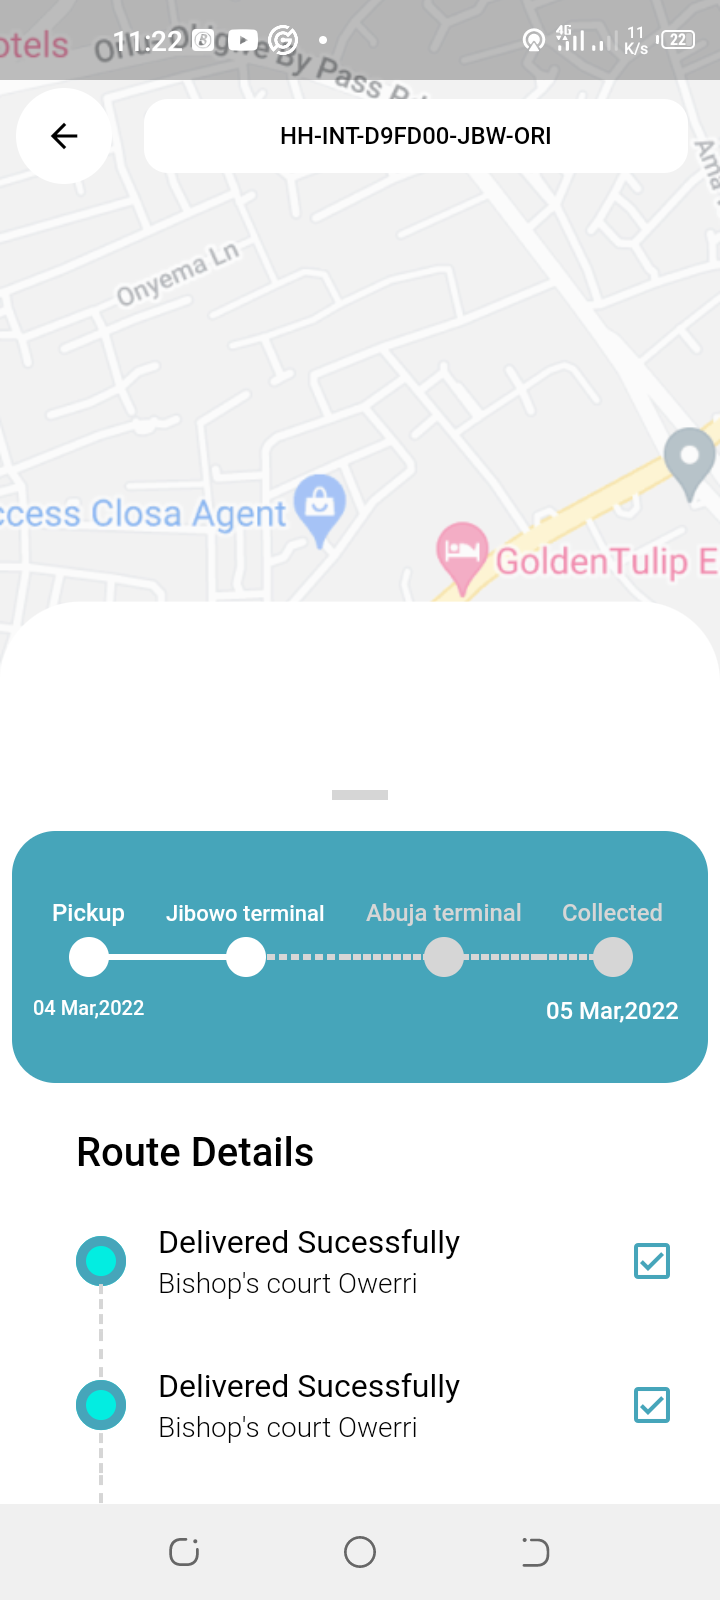 11:22
4G
11
K/s
22
otels
By Pass
HH-INT-D9FD00-JBW-ORI
Onyema Ln
ccess Closa Agent
GoldenTulip E
Pickup
Jibowo terminal
Abuja terminal
Collected
04 Mar,2022
05 Mar,2022
Route Details
Delivered Sucessfully
Bishop's court Owerri
Delivered Sucessfully
Bishop's court Owerri